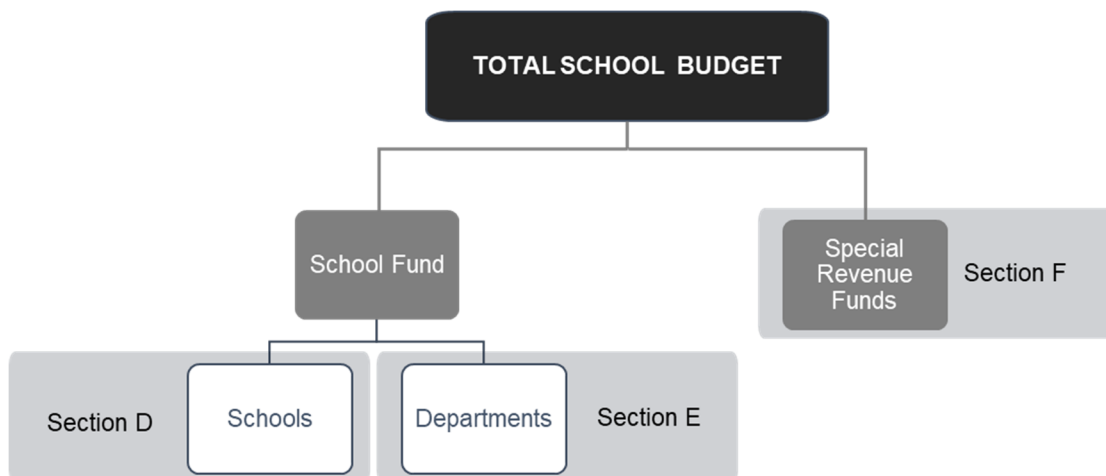 TOTAL SCHOOL BUDGET
School Fund
Special
Revenue
Funds
Section F
Section D
Schools
Departments
Section E